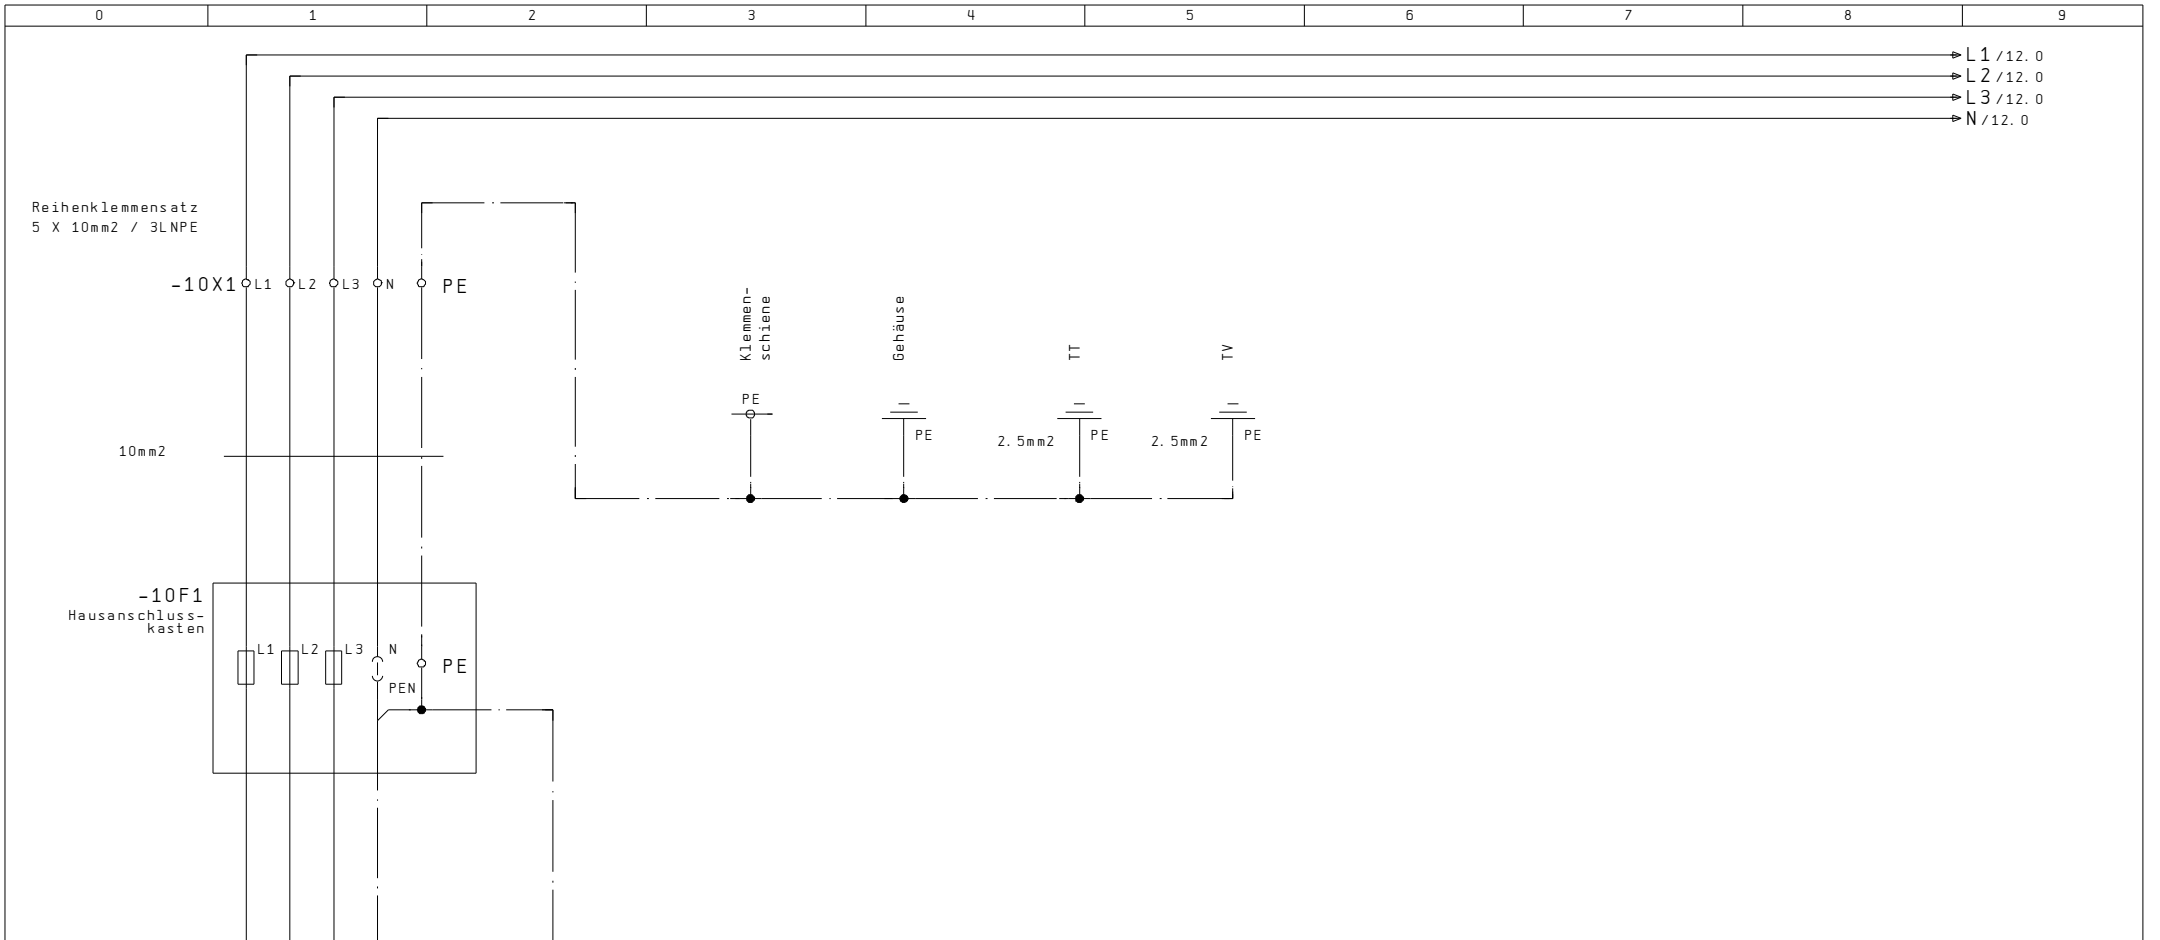 0 1 2 3 4 5 6 7 8 9
L1 /12.0
L2 /12.0
L3 /12.0
N /12.0
Reihenklemmensatz
5 X 10mm2 / 3LNPE
-10X1 L1 L2 L3 N PE
Klemmen-
schiene
Gehäuse
TT
TV
PE
PE
2.5mm2 PE
2.5mm2 PE
10mm2
-10F1
Hausanschluss-
kasten
L1 L2 L3 N
PE
PEN